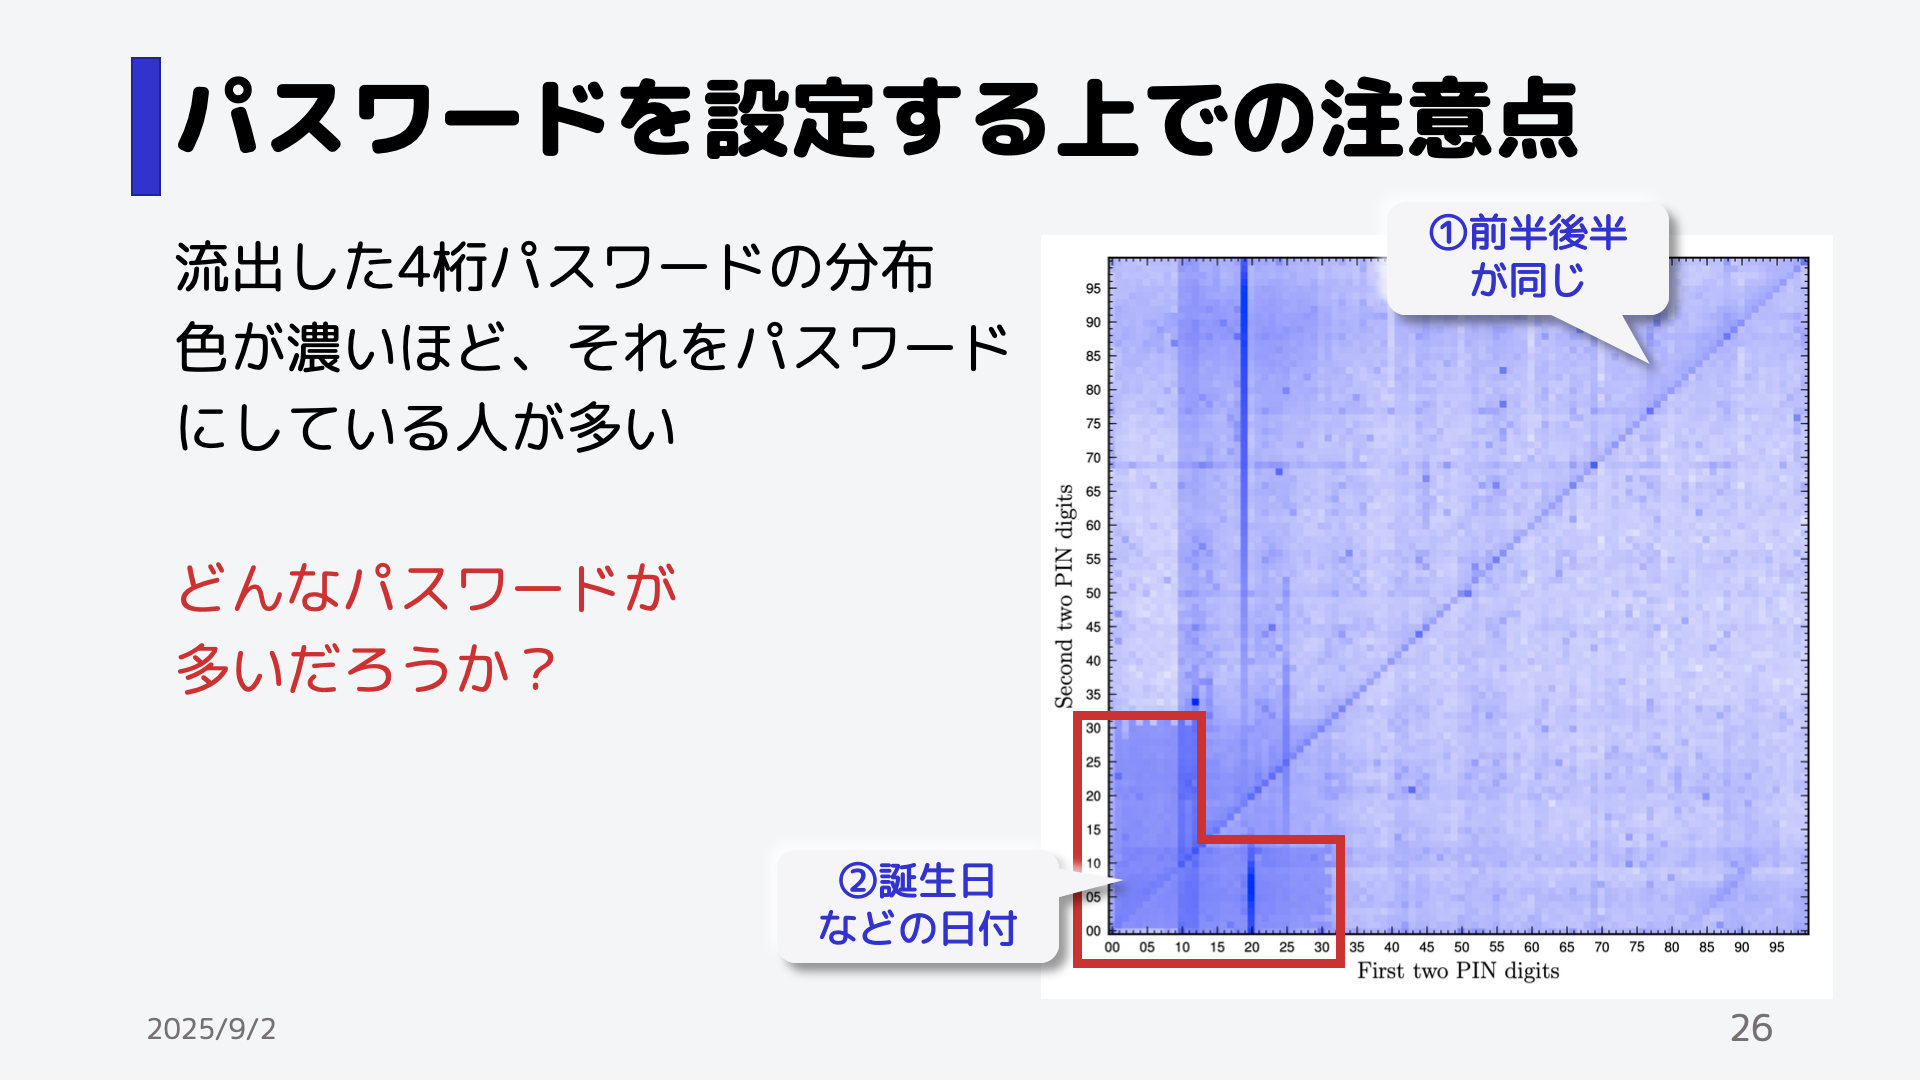 パスワードを設定する上での注意点
流出した4桁パスワードの分布
色が濃いほど、それをパスワード
にしている人が多い
どんなパスワードが
多いだろうか？
①前半後半
が同じ
②誕生日
などの日付
Second two PIN digits
95
90
85
80
75
70
65
60
55
50
45
40
35
30
25
20
15
10
05
00
00 05 10 15 20 25 30 35 40 45 50 55 60 65 70 75 80 85 90 95
First two PIN digits
2025/9/2
26